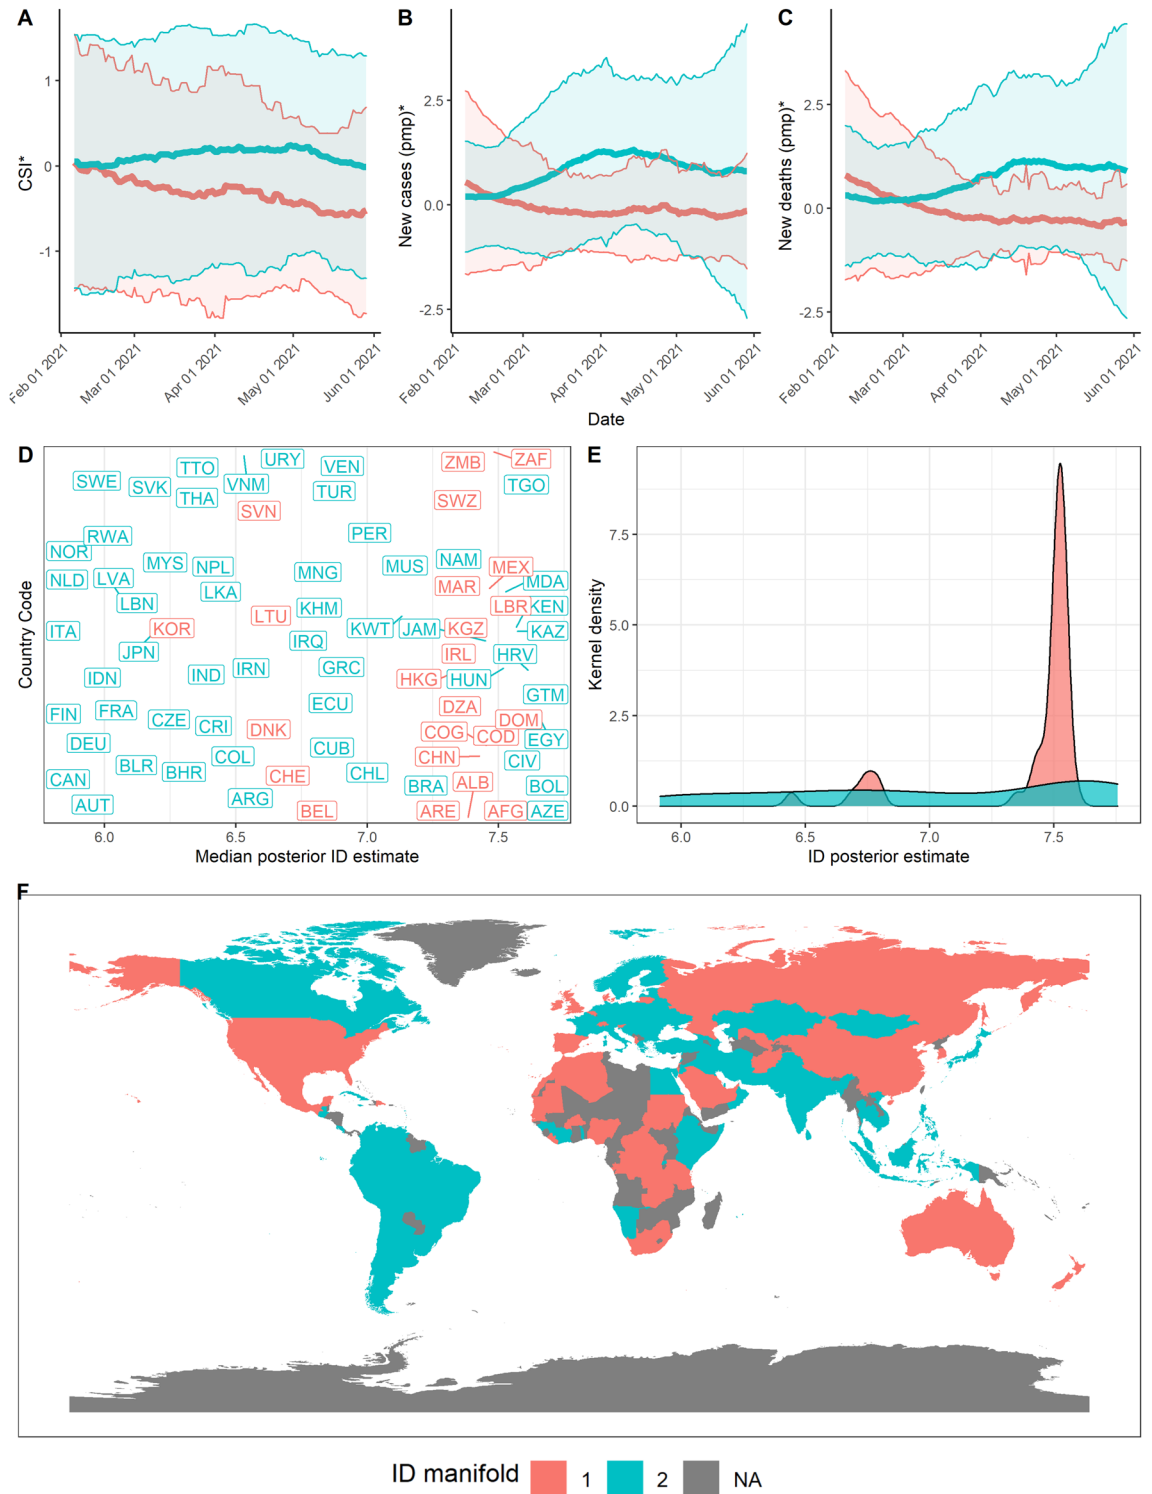 A
B
C
CSI*
1
0
-1
New cases (pmp)*
2.5
0.0
-2.5
New deaths (pmp)*
2.5
0.0
-2.5
Feb 01 2021
Mar 01 2021
Apr 01 2021
May 01 2021
Jun 01 2021
Feb 01 2021
Mar 01 2021
Apr 01 2021
May 01 2021
Jun 01 2021
Feb 01 2021
Mar 01 2021
Apr 01 2021
May 01 2021
Jun 01 2021
Date
D
Country Code
URY
VEN
ZMB
ZAF
TTO
SWE
SVK
VNM
TUR
TGO
THA
SVN
SWZ
RWA
PER
NOR
MYS
NPL
MNG
MUS
NAM
MEX
NLD
LVA
MAR
MDA
LKA
LBN
KHM
LBR
KEN
LTU
ITA
KOR
KWT
JAM
KGZ
KAZ
IRQ
JPN
IRL
HRV
IDN
IND
IRN
GRC
HKG
HUN
GTM
FIN
FRA
ECU
DZA
CZE
CRI
DNK
DOM
COG
COD
EGY
DEU
CUB
COL
CHN
CIV
BLR
BHR
CAN
CHE
CHL
BRA
ALB
BOL
AUT
ARG
BEL
ARE
AFG
AZE
6.0
6.5
7.0
7.5
Median posterior ID estimate
E
Kernel density
7.5
5.0
2.5
0.0
6.0
6.5
7.0
7.5
ID posterior estimate
F
ID manifold
1
2
NA